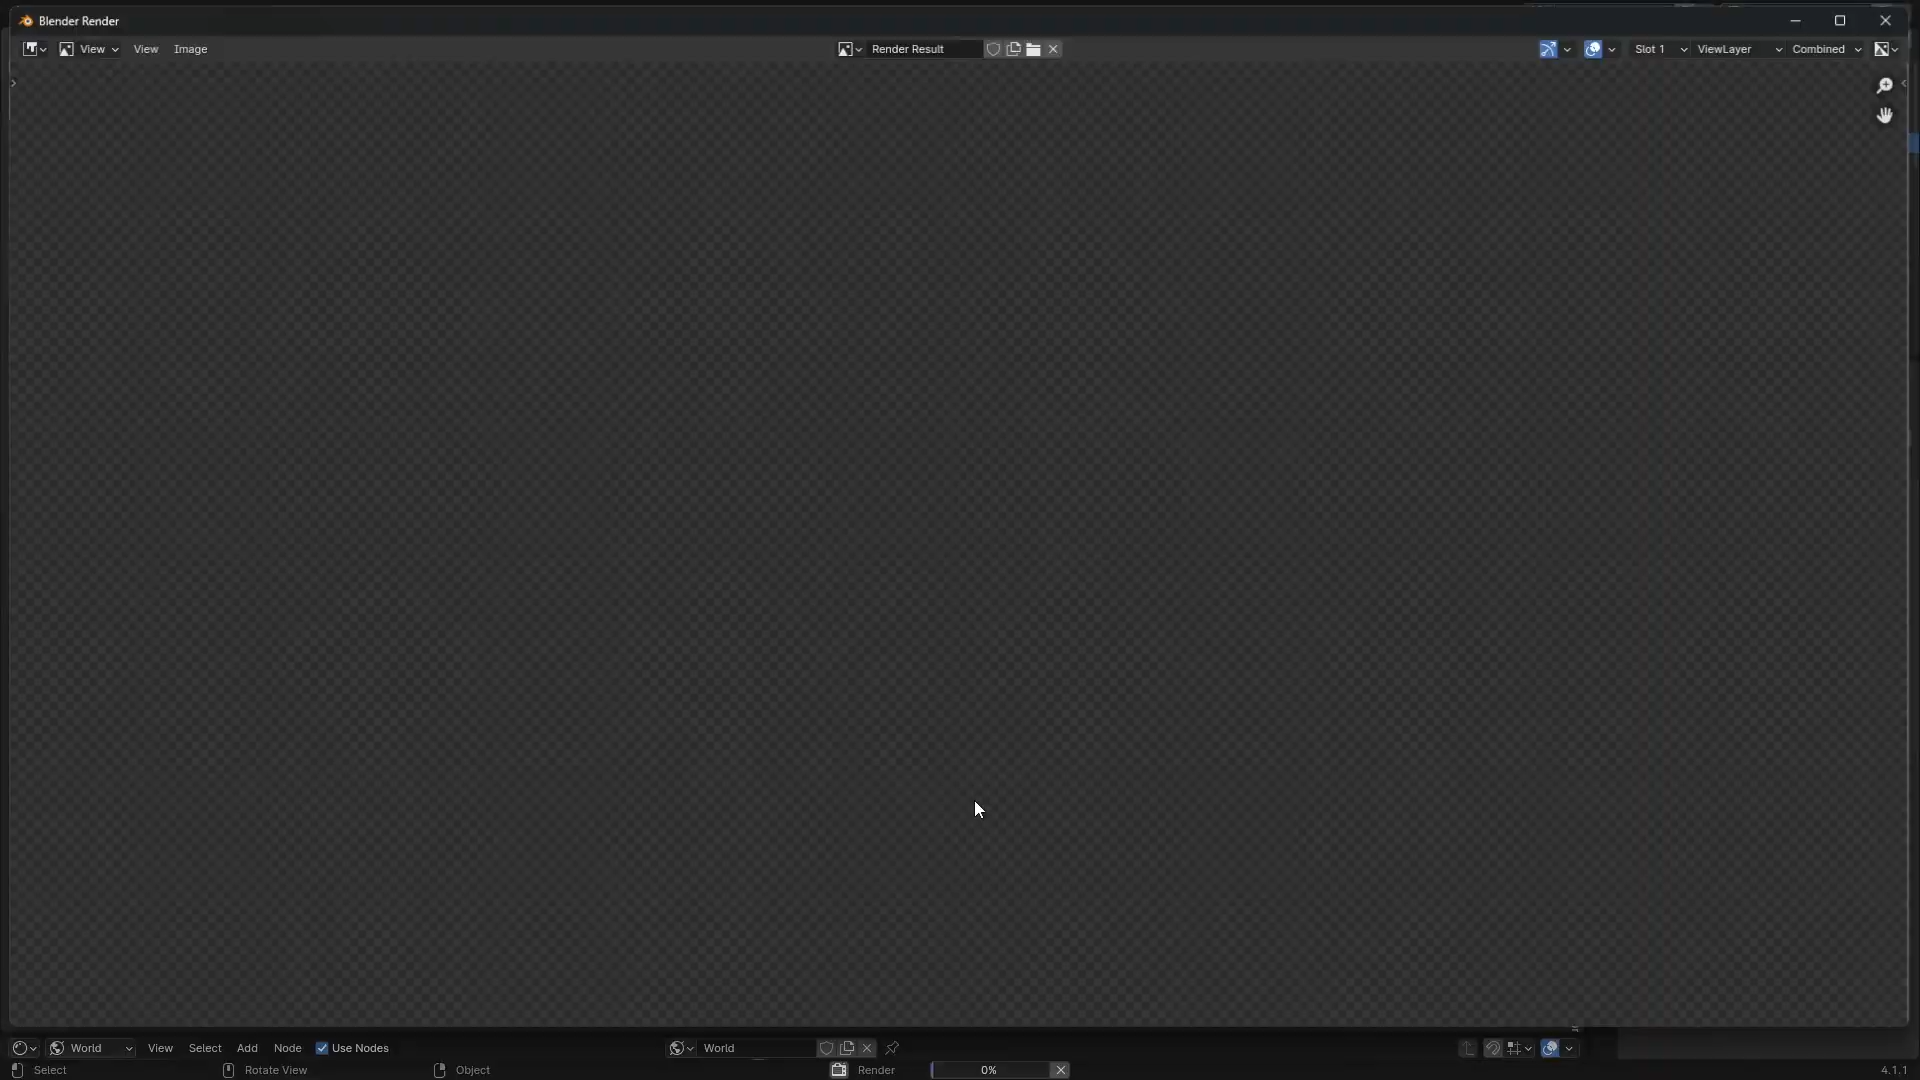 Blender Render
View View Image Render Result Slot 1 ViewLayer Combined
World View Select Add Node Use Nodes World
Select Rotate View Object Render 0% 4.1.1